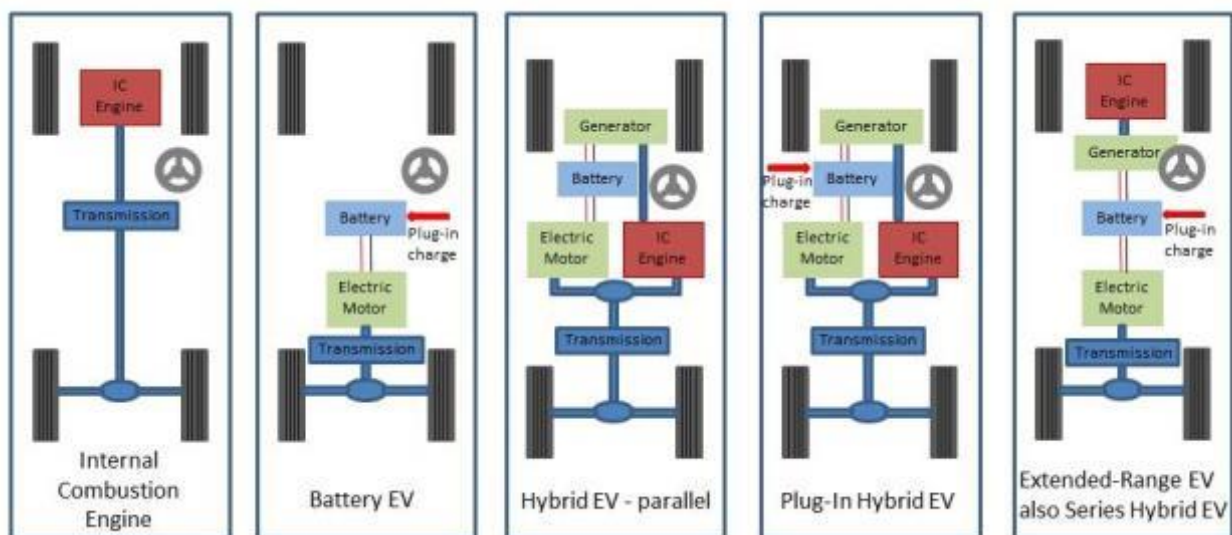 IC
Engine
Transmission
Internal
Combustion
Engine
Battery
Plug-in
charge
Electric
Motor
Transmission
Battery EV
Generator
Battery
Electric
Motor
IC
Engine
Transmission
Hybrid EV - parallel
Generator
Plug-in
charge
Battery
Electric
Motor
IC
Engine
Transmission
Plug-In Hybrid EV
IC
Engine
Generator
Battery
Plug-in
charge
Electric
Motor
Transmission
Extended-Range EV
also Series Hybrid EV